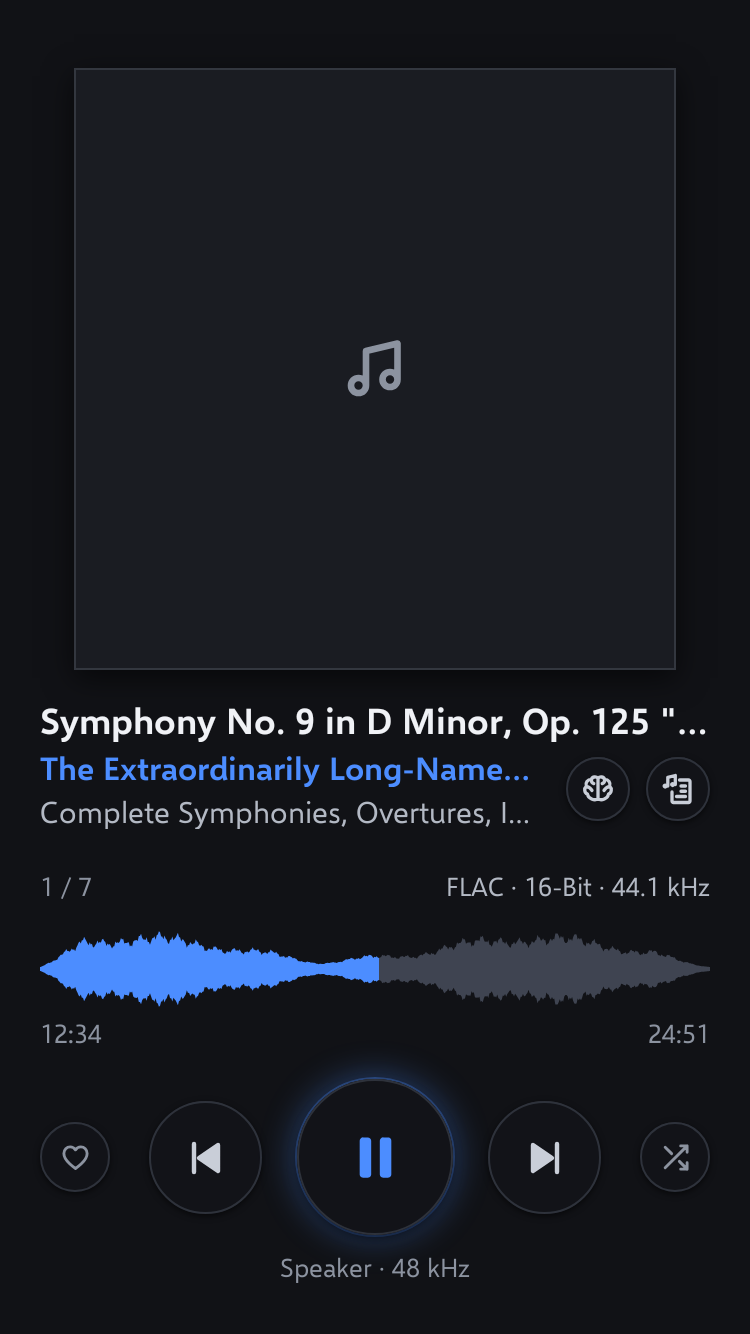 Symphony No. 9 in D Minor, Op. 125 "...
The Extraordinarily Long-Name...
Complete Symphonies, Overtures, I...
1 / 7
FLAC · 16-Bit · 44.1 kHz
12:34
24:51
Speaker · 48 kHz